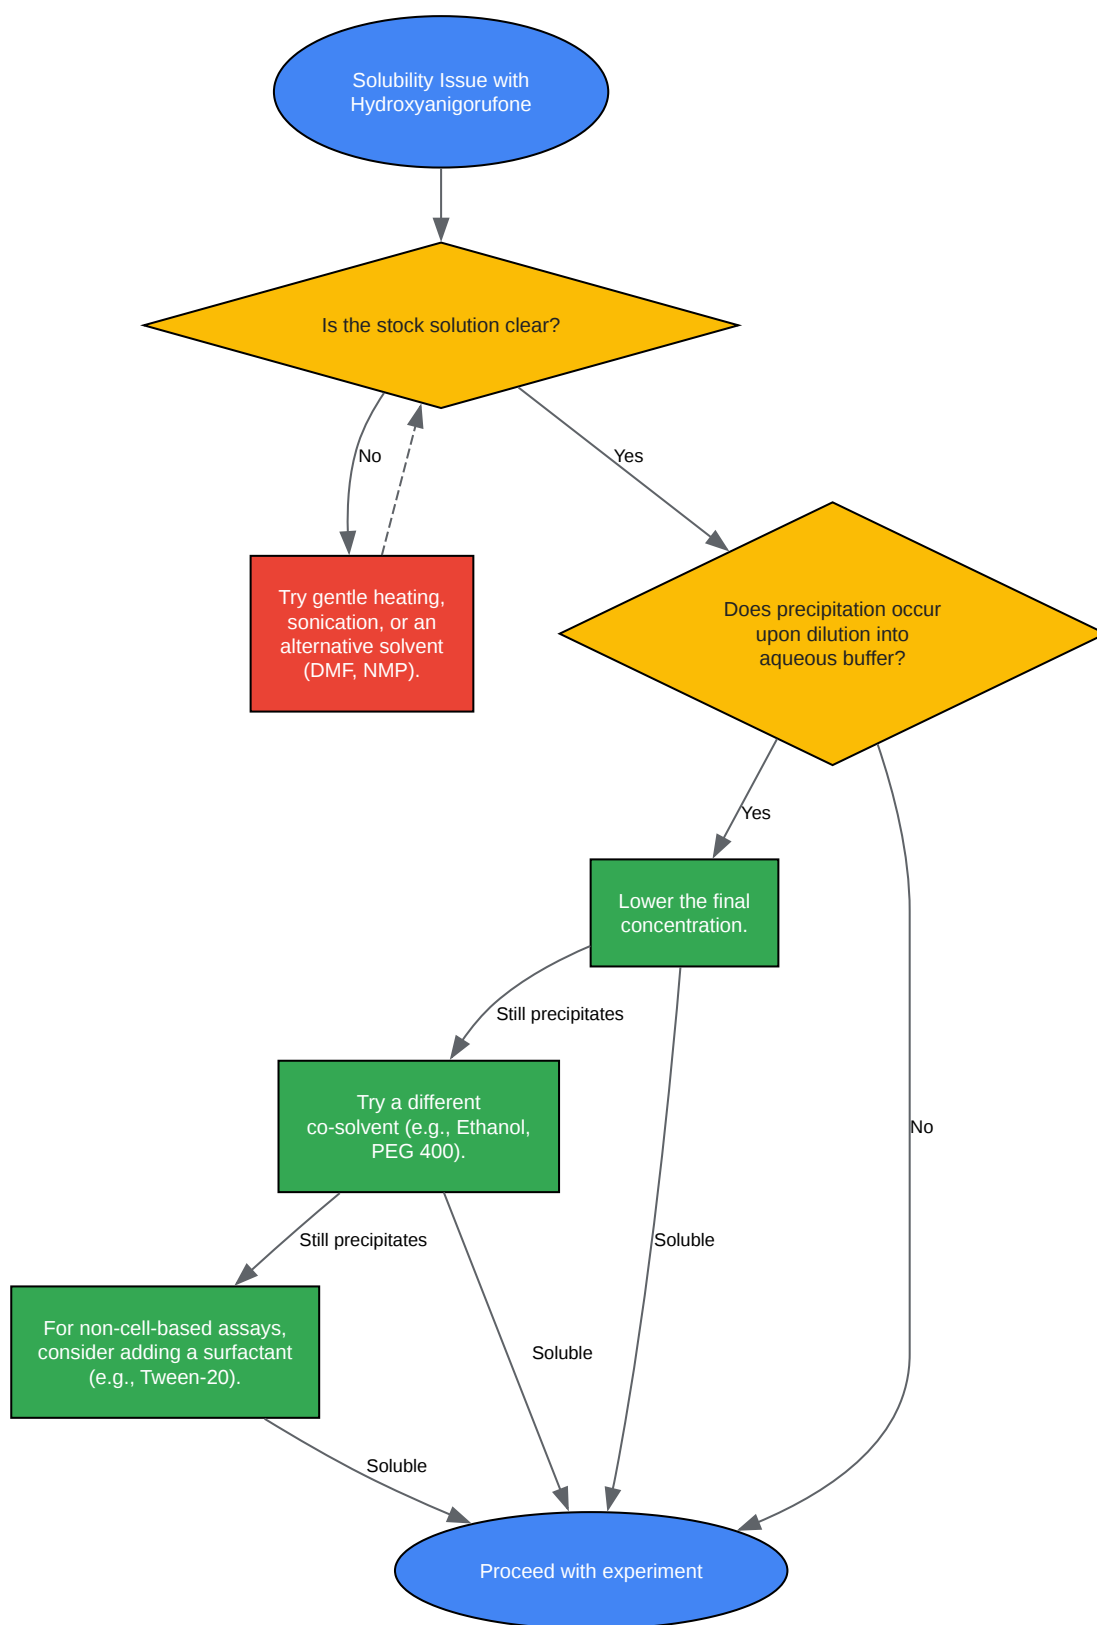 Solubility Issue with
Hydroxyanigorufone
Is the stock solution clear?
No
Yes
Try gentle heating,
sonication, or an
alternative solvent
(DMF, NMP).
Does precipitation occur
upon dilution into
aqueous buffer?
Yes
Lower the final
concentration.
Still precipitates
Try a different
co-solvent (e.g., Ethanol,
PEG 400).
No
Still precipitates
Soluble
For non-cell-based assays,
consider adding a surfactant
(e.g., Tween-20).
Soluble
Soluble
Proceed with experiment